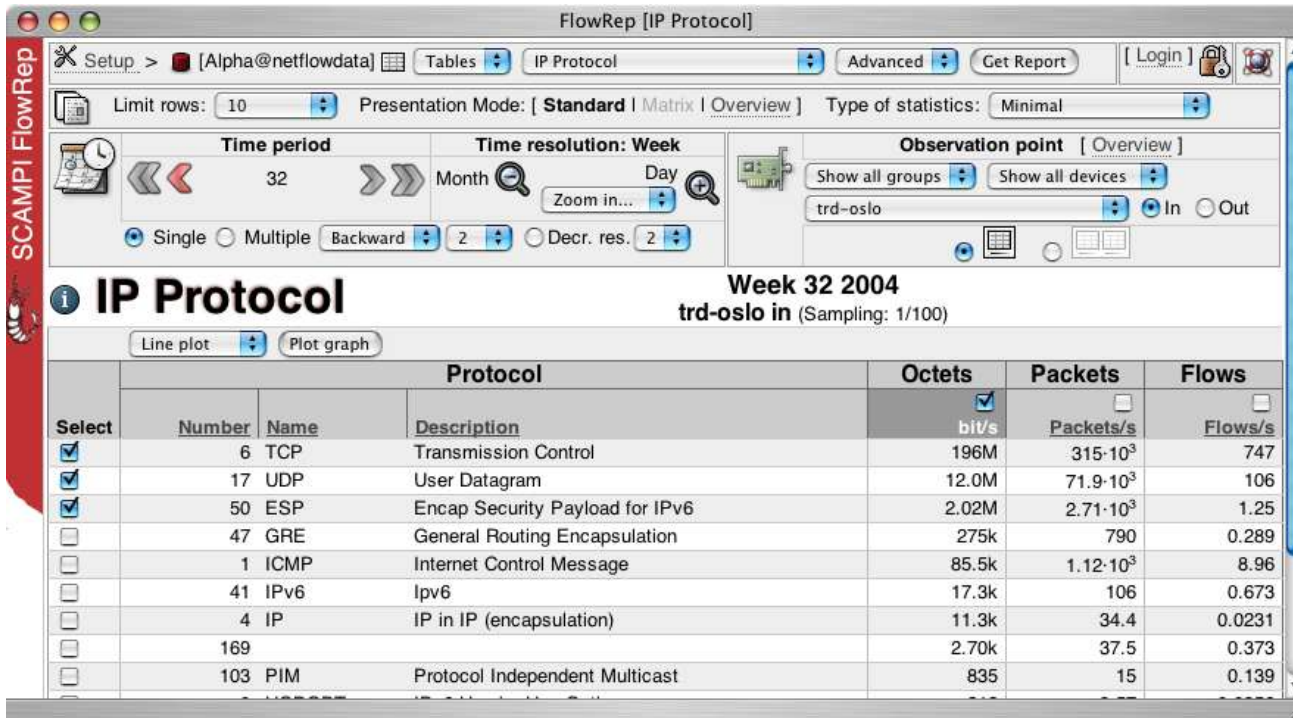 FlowRep [IP Protocol]
SCAMPI FlowRep
Setup > [Alpha@netflowdata] Tables IP Protocol Advanced Get Report [ Login ]
Limit rows: 10 Presentation Mode: [ Standard | Matrix | Overview ] Type of statistics: Minimal
Time period Time resolution: Week Observation point [ Overview ]
32 Month Day Show all groups Show all devices
Zoom in... trd-oslo In Out
Single Multiple Backward 2 Decr. res. 2
IP Protocol Week 32 2004
trd-oslo in (Sampling: 1/100)
Line plot Plot graph
Protocol Octets Packets Flows
Select Number Name Description bit/s Packets/s Flows/s
6 TCP Transmission Control 196M 315·10³ 747
17 UDP User Datagram 12.0M 71.9·10³ 106
50 ESP Encap Security Payload for IPv6 2.02M 2.71·10³ 1.25
47 GRE General Routing Encapsulation 275k 790 0.289
1 ICMP Internet Control Message 85.5k 1.12·10³ 8.96
41 IPv6 Ipv6 17.3k 106 0.673
4 IP IP in IP (encapsulation) 11.3k 34.4 0.0231
169 2.70k 37.5 0.373
103 PIM Protocol Independent Multicast 835 15 0.139